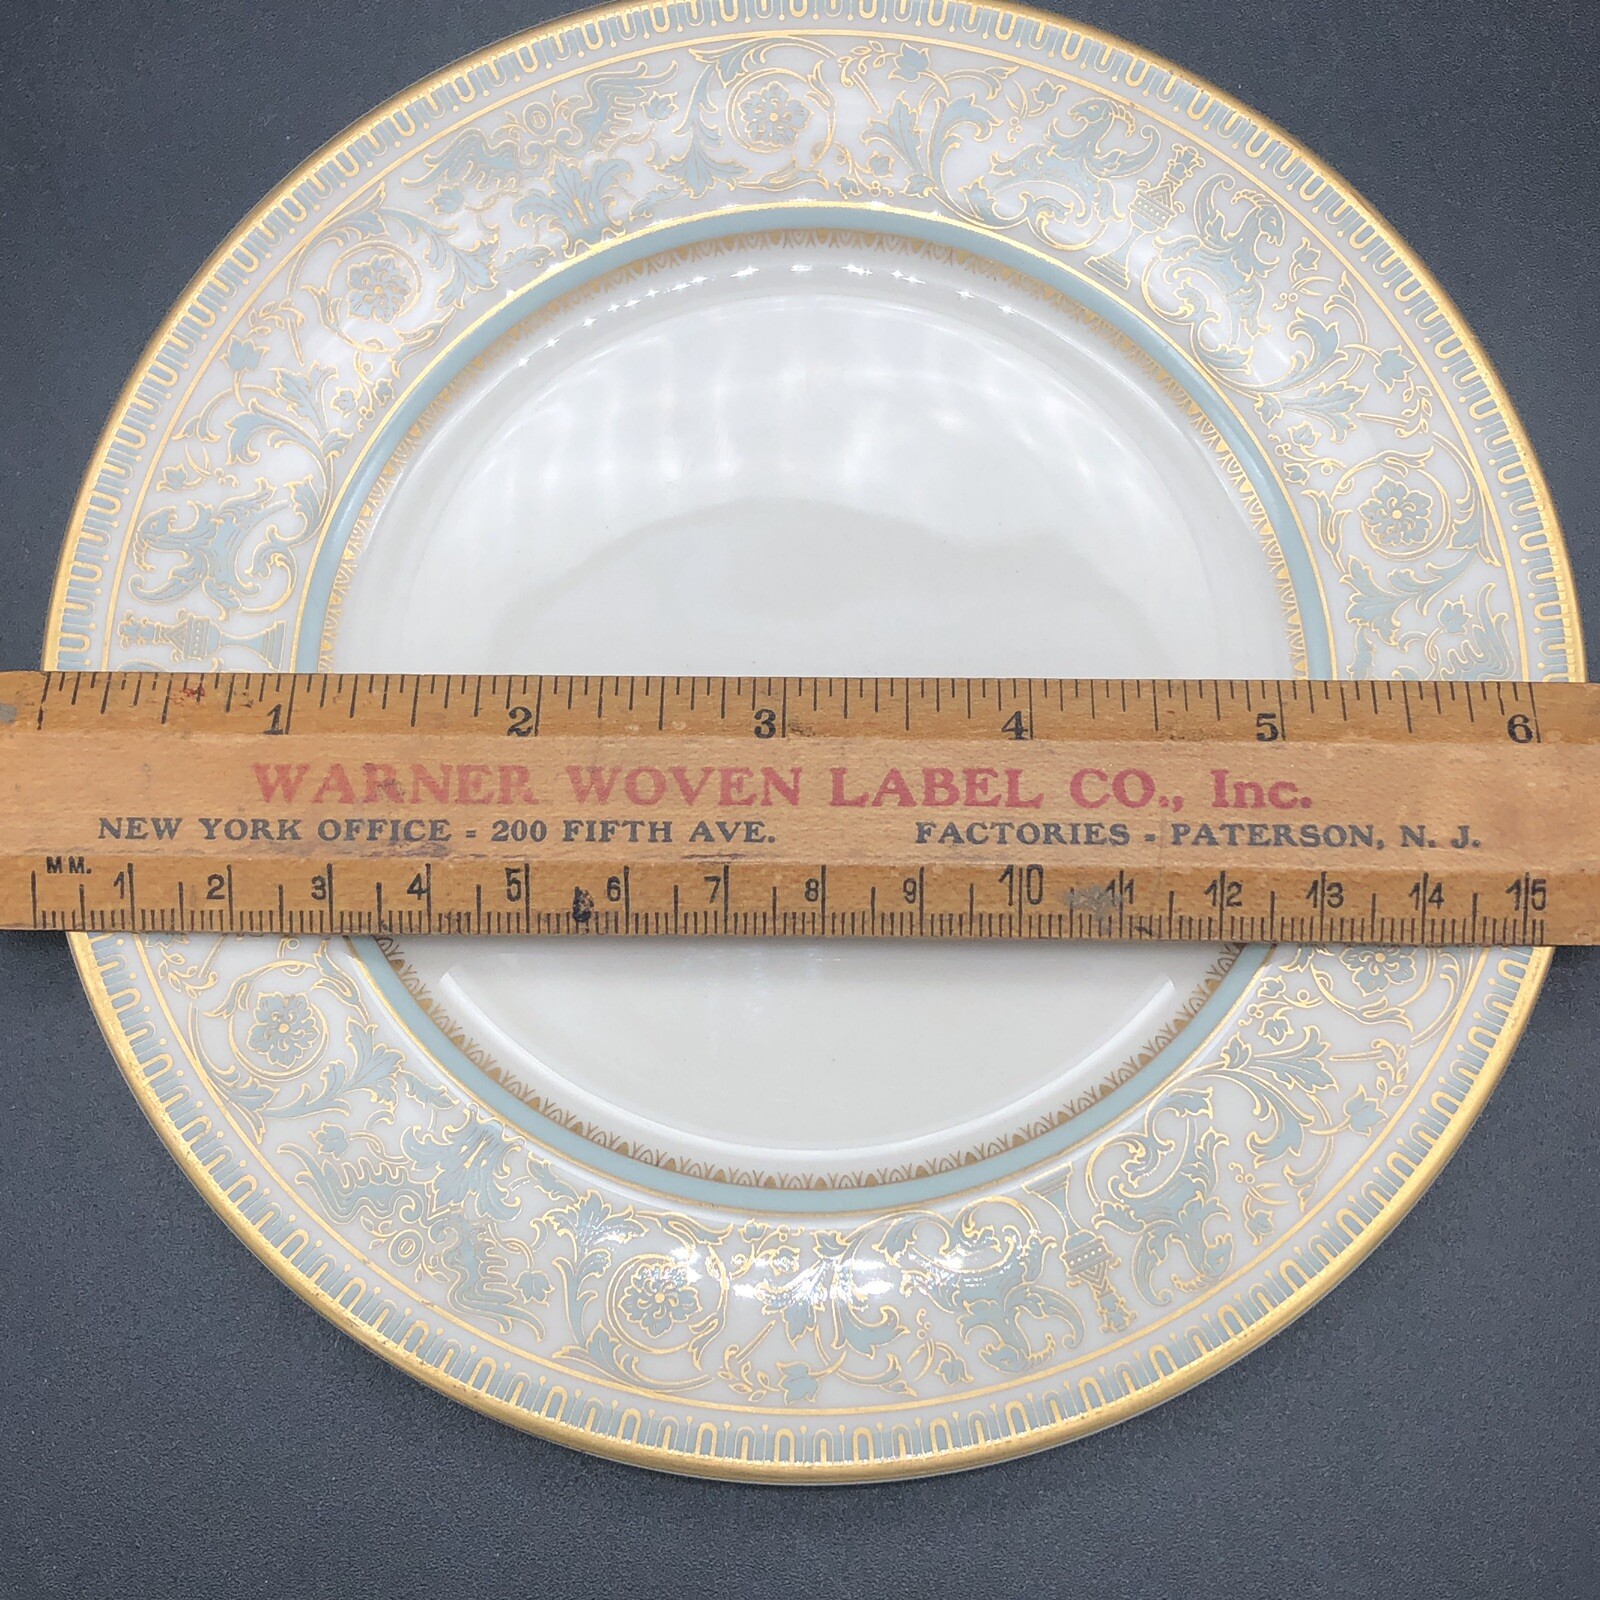 1 2 3 4 5 6
WARNER WOVEN LABEL CO., Inc.
NEW YORK OFFICE - 200 FIFTH AVE. FACTORIES - PATERSON, N. J.
MM. 1 2 3 4 5 6 7 8 9 10 11 12 13 14 15